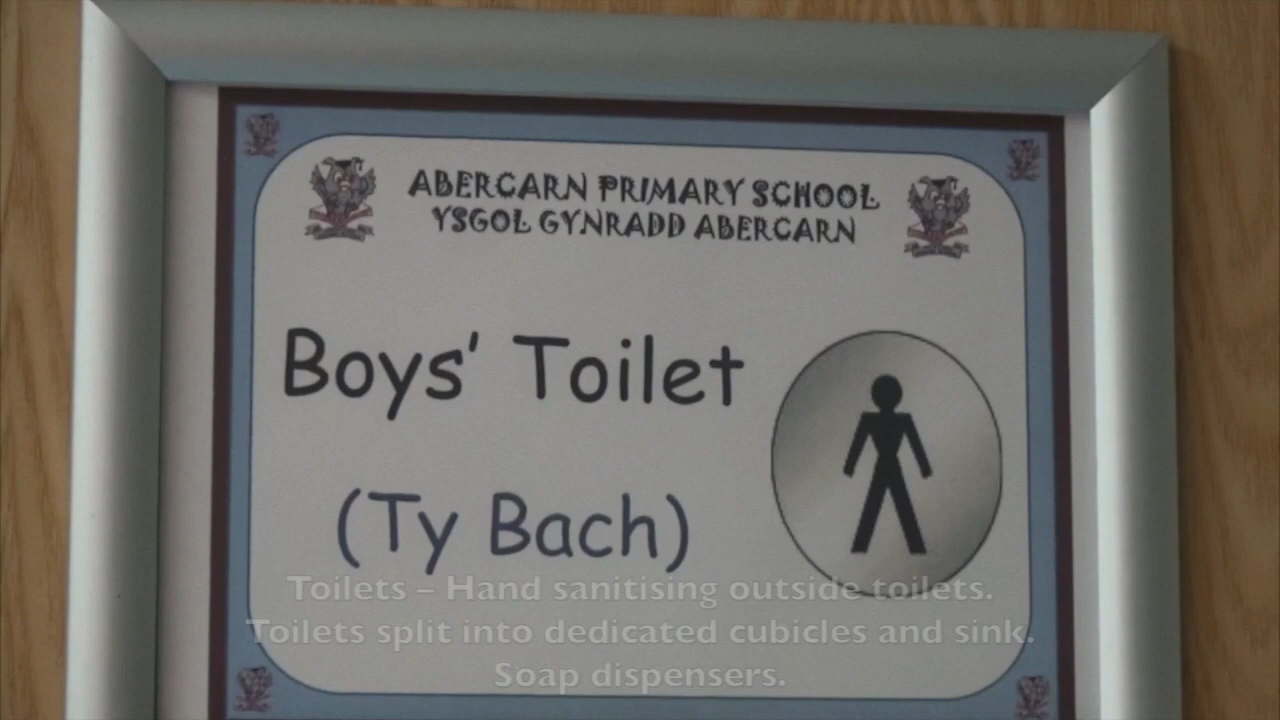 ABERCARN PRIMARY SCHOOL
YSGOL GYNRADD ABERCARN
Boys' Toilet
(Ty Bach)
Toilets – Hand sanitising outside toilets.
Toilets split into dedicated cubicles and sink.
Soap dispensers.